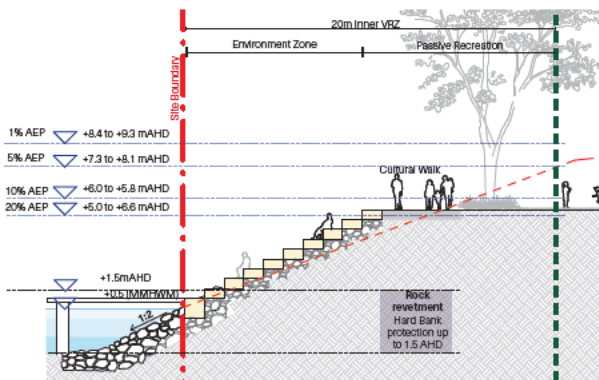 20m Inner VRZ
Environment Zone
Passive Recreation
Site Boundary
1% AEP
+8.4 to +9.3 mAHD
5% AEP
+7.3 to +8.1 mAHD
Cultural Walk
10% AEP
+6.0 to +5.8 mAHD
20% AEP
+5.0 to +6.6 mAHD
+1.5mAHD
+0.5 (MMHWM)
1:2
Rock
revetment
Hard Bank
protection up
to 1.5 AHD